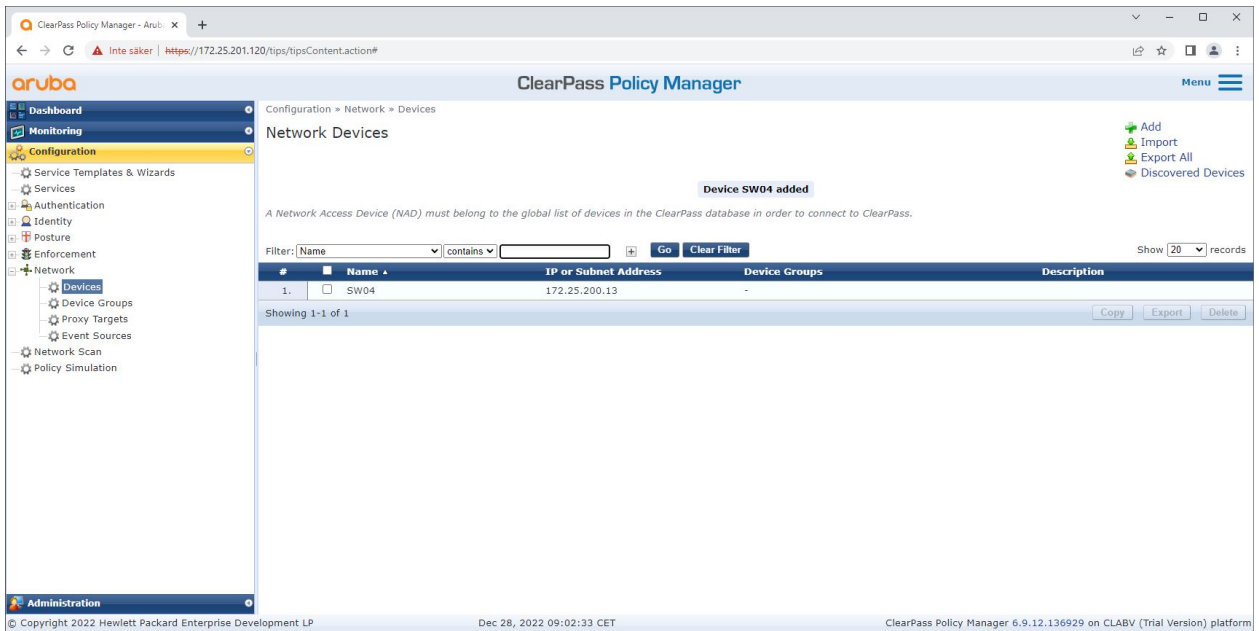 ClearPass Policy Manager - Arub
Inte säker | https://172.25.201.120/tips/tipsContent.action#
aruba
ClearPass Policy Manager
Menu
Dashboard
Monitoring
Configuration
Service Templates & Wizards
Services
Authentication
Identity
Posture
Enforcement
Network
Devices
Device Groups
Proxy Targets
Event Sources
Network Scan
Policy Simulation
Administration
Configuration » Network » Devices
Network Devices
Add
Import
Export All
Discovered Devices
Device SW04 added
A Network Access Device (NAD) must belong to the global list of devices in the ClearPass database in order to connect to ClearPass.
Filter: Name contains Go Clear Filter Show 20 records
# Name IP or Subnet Address Device Groups Description
1. SW04 172.25.200.13 -
Showing 1-1 of 1 Copy Export Delete
© Copyright 2022 Hewlett Packard Enterprise Development LP Dec 28, 2022 09:02:33 CET ClearPass Policy Manager 6.9.12.136929 on CLABV (Trial Version) platform